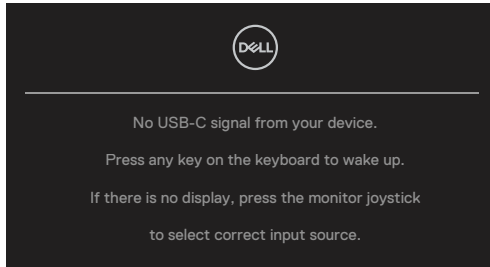 DELL
No USB-C signal from your device.
Press any key on the keyboard to wake up.
If there is no display, press the monitor joystick
to select correct input source.